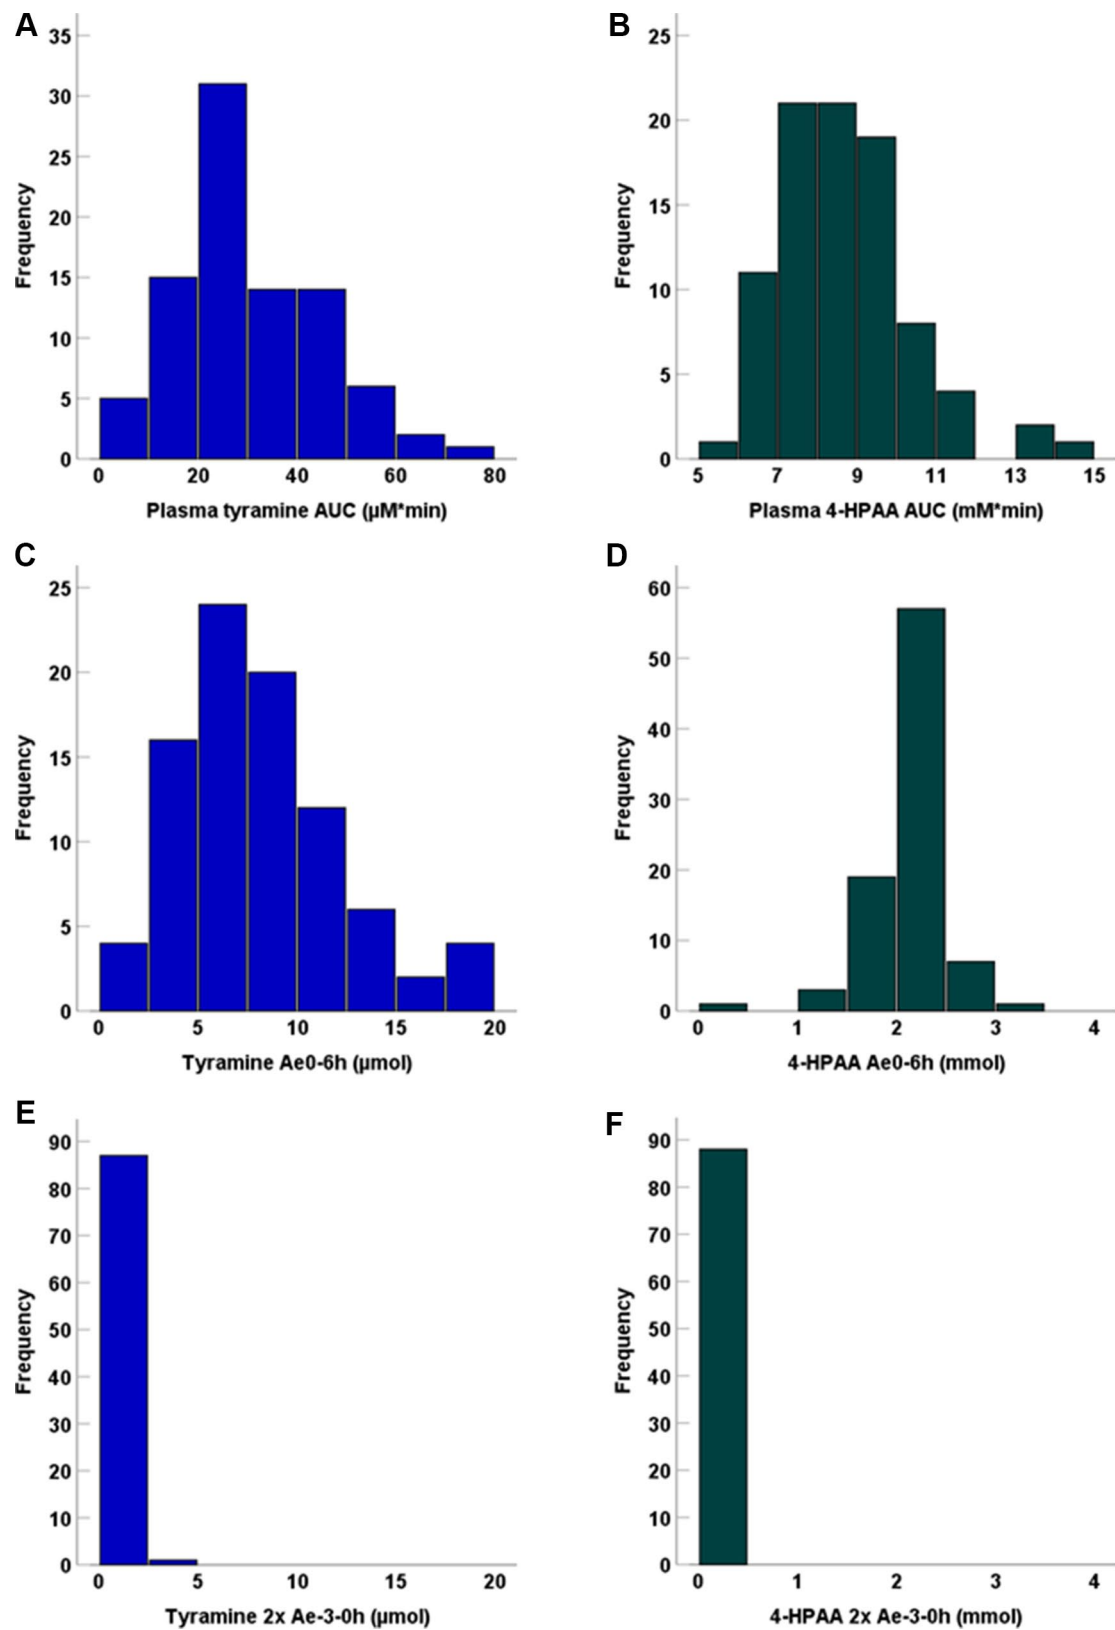 A
35
30
25
20
15
10
5
0
Frequency
0 20 40 60 80
Plasma tyramine AUC (µM*min)
B
25
20
15
10
5
0
Frequency
5 7 9 11 13 15
Plasma 4-HPAA AUC (mM*min)
C
25
20
15
10
5
0
Frequency
0 5 10 15 20
Tyramine Ae0-6h (µmol)
D
60
50
40
30
20
10
0
Frequency
0 1 2 3 4
4-HPAA Ae0-6h (mmol)
E
90
80
70
60
50
40
30
20
10
0
Frequency
0 5 10 15 20
Tyramine 2x Ae-3-0h (µmol)
F
90
80
70
60
50
40
30
20
10
0
Frequency
0 1 2 3 4
4-HPAA 2x Ae-3-0h (mmol)